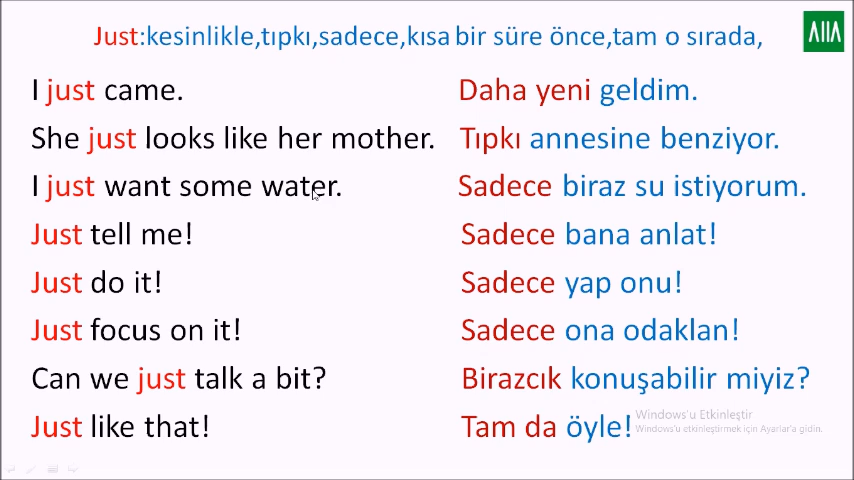 Just:kesinlikle,tıpkı,sadece,kısa bir süre önce,tam o sırada,
I just came. Daha yeni geldim.
She just looks like her mother. Tıpkı annesine benziyor.
I just want some water. Sadece biraz su istiyorum.
Just tell me! Sadece bana anlat!
Just do it! Sadece yap onu!
Just focus on it! Sadece ona odaklan!
Can we just talk a bit? Birazcık konuşabilir miyiz?
Just like that! Tam da öyle!
Windows'u Etkinleştir
Windows'u etkinleştirmek için Ayarlar'a gidin.